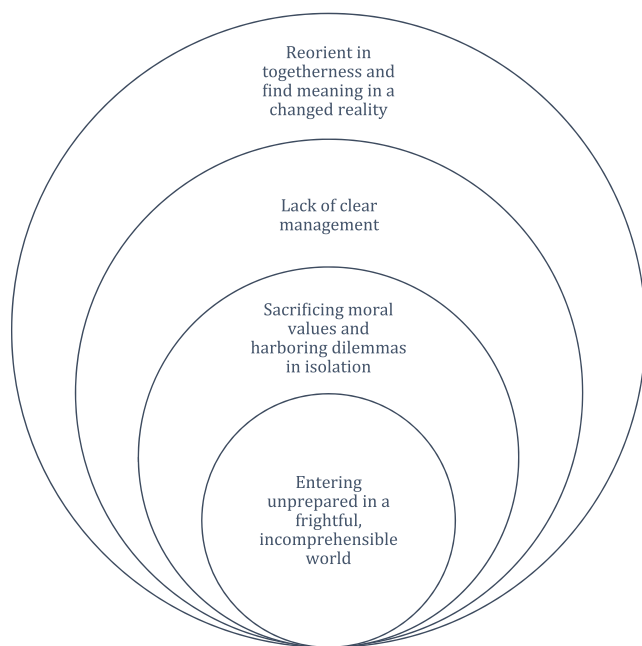 Reorient in
togetherness and
find meaning in a
changed reality
Lack of clear
management
Sacrificing moral
values and
harboring dilemmas
in isolation
Entering
unprepared in a
frightful,
incomprehensible
world